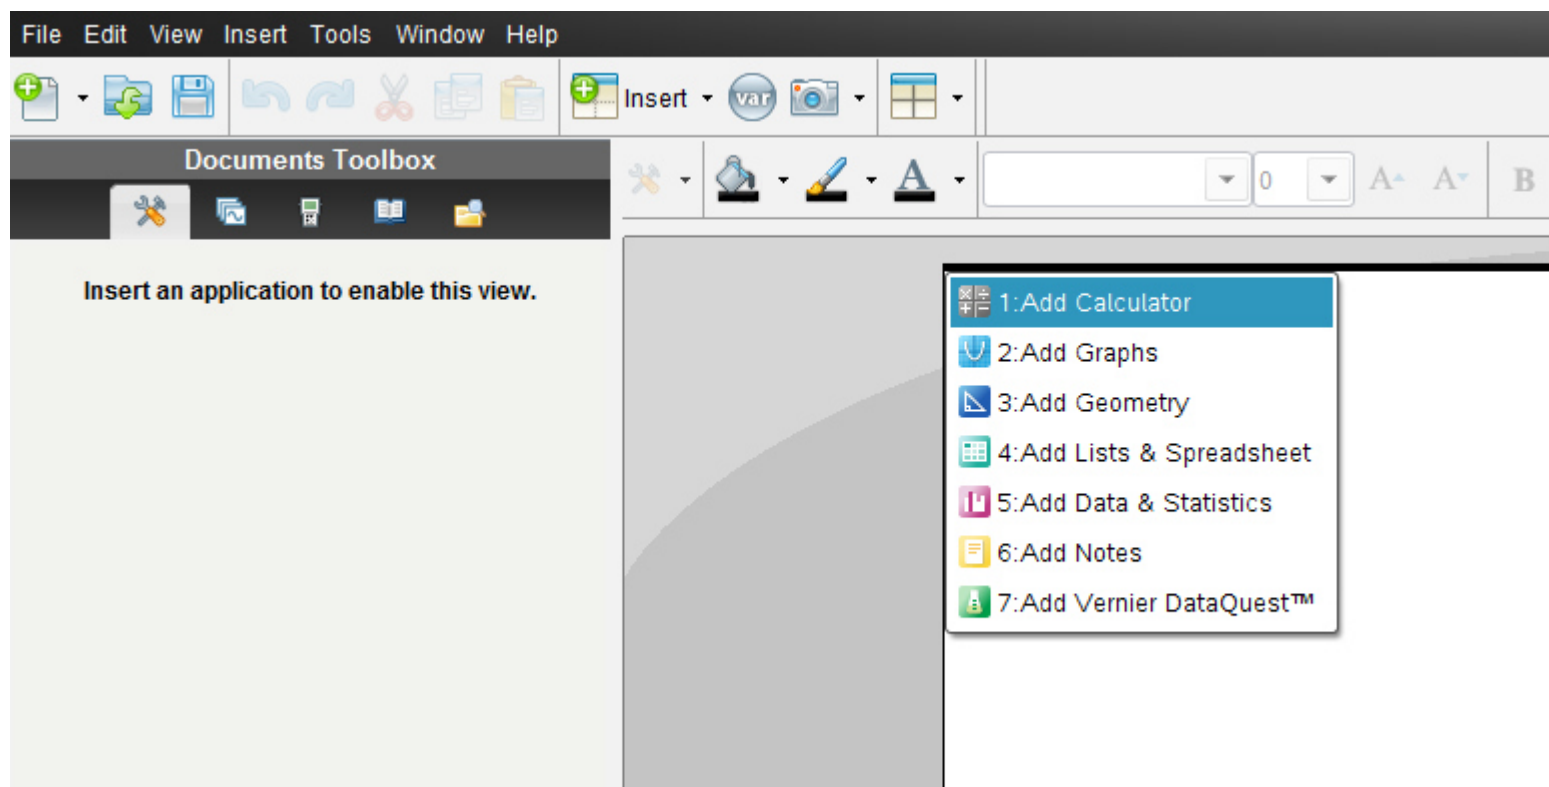 File Edit View Insert Tools Window Help
Insert var
Documents Toolbox
A 0 A A B
Insert an application to enable this view.
1:Add Calculator
2:Add Graphs
3:Add Geometry
4:Add Lists & Spreadsheet
5:Add Data & Statistics
6:Add Notes
7:Add Vernier DataQuest™